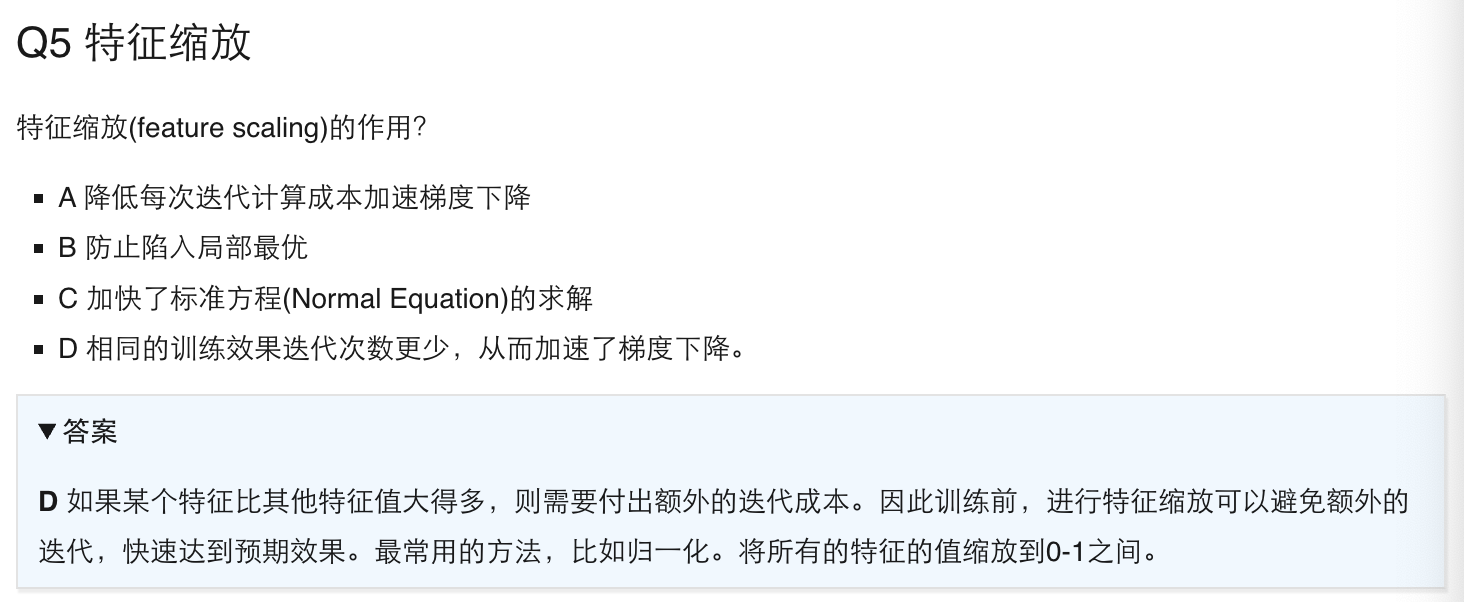 Q5 特征缩放
特征缩放(feature scaling)的作用？
▪ A 降低每次迭代计算成本加速梯度下降
▪ B 防止陷入局部最优
▪ C 加快了标准方程(Normal Equation)的求解
▪ D 相同的训练效果迭代次数更少，从而加速了梯度下降。
▼ 答案
D 如果某个特征比其他特征值大得多，则需要付出额外的迭代成本。因此训练前，进行特征缩放可以避免额外的
迭代，快速达到预期效果。最常用的方法，比如归一化。将所有的特征的值缩放到0-1之间。